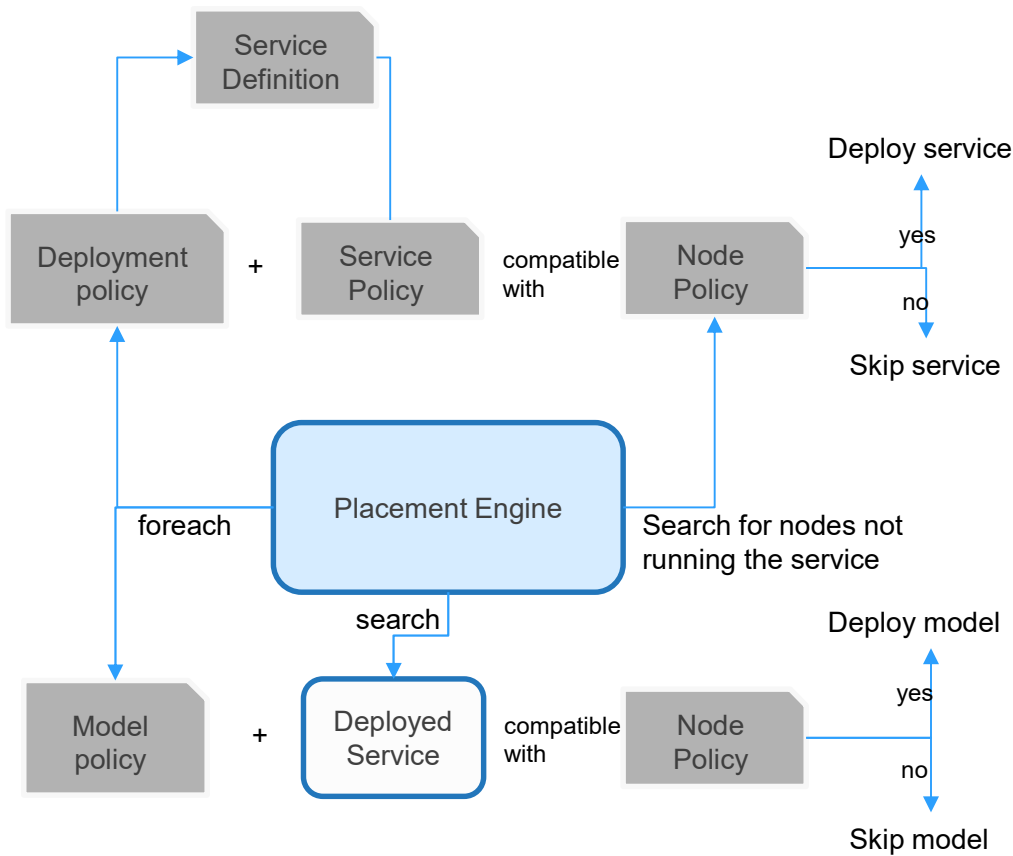 Service
Definition
Deploy service
yes
Deployment
policy
+
Service
Policy
compatible
with
Node
Policy
no
Skip service
Placement Engine
foreach
Search for nodes not
running the service
search
Deploy model
yes
Model
policy
+
Deployed
Service
compatible
with
Node
Policy
no
Skip model